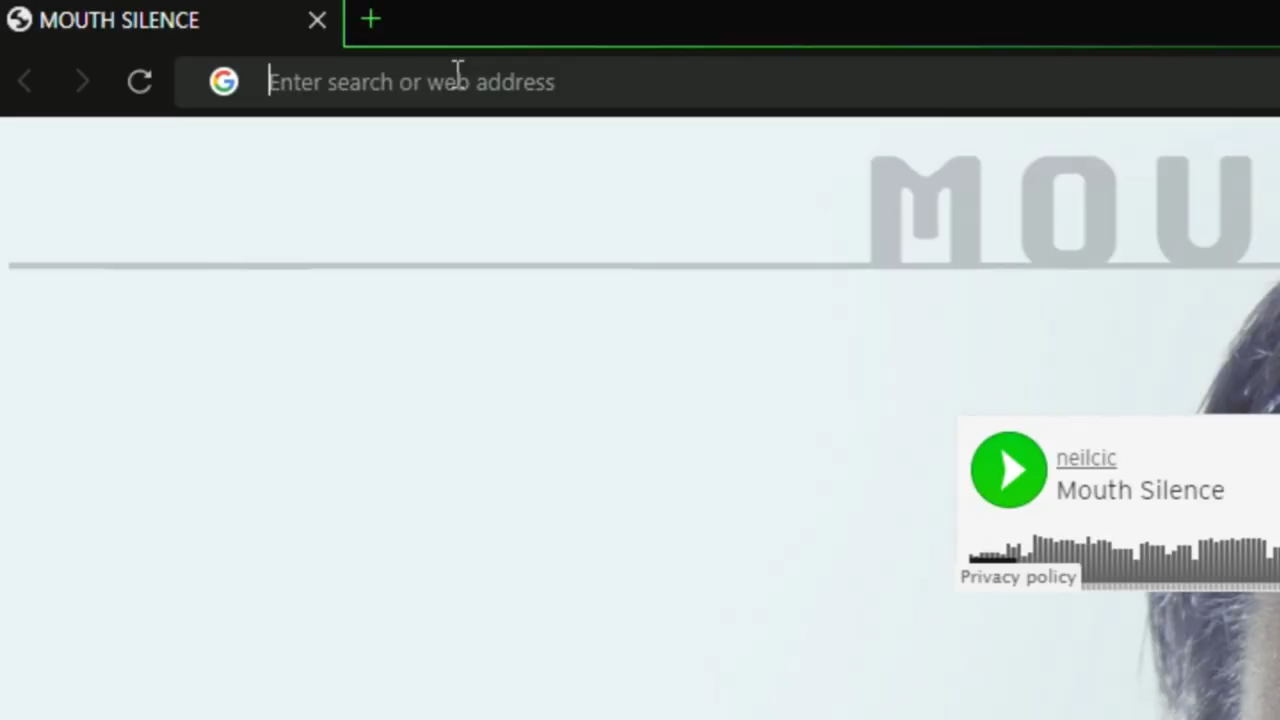 MOUTH SILENCE
Enter search or web address
MOU
neilcic
Mouth Silence
Privacy policy